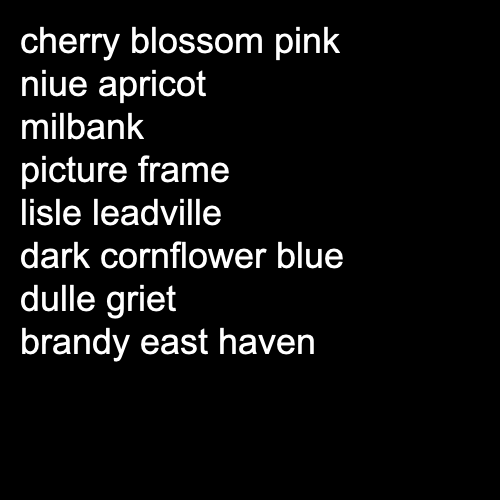 cherry blossom pink
niue apricot
milbank
picture frame
lisle leadville
dark cornflower blue
dulle griet
brandy east haven